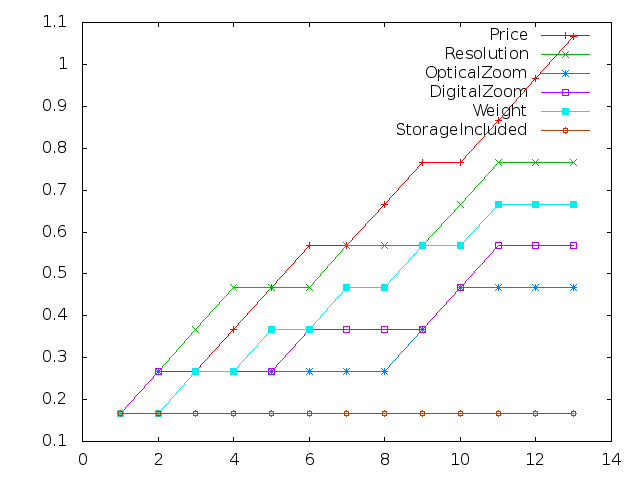 1.1
1
0.9
0.8
0.7
0.6
0.5
0.4
0.3
0.2
0.1
0 2 4 6 8 10 12 14
Price
Resolution
OpticalZoom
DigitalZoom
Weight
StorageIncluded